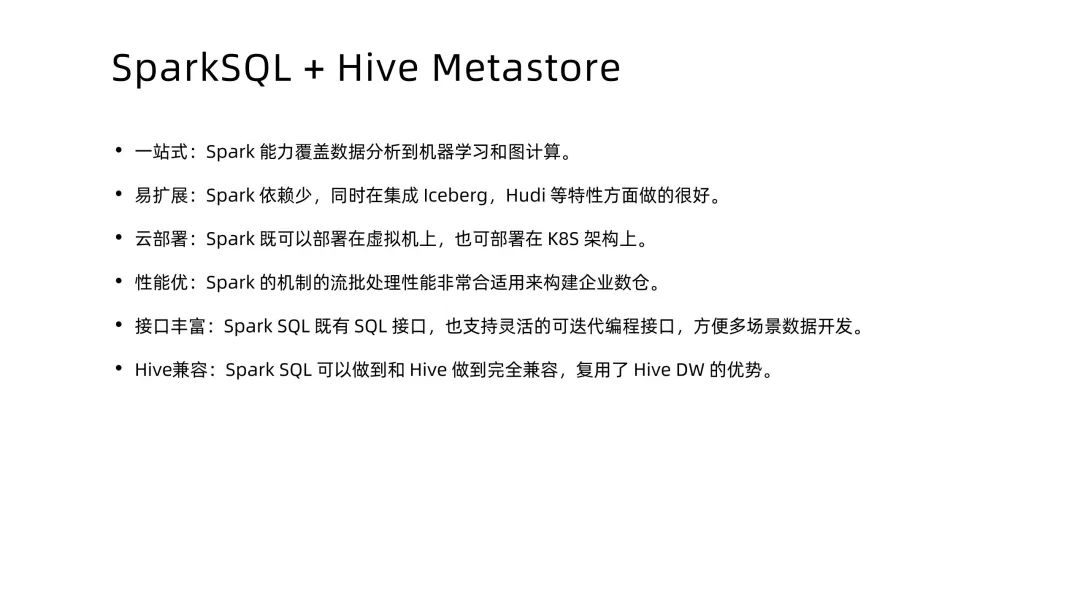 SparkSQL + Hive Metastore
• 一站式：Spark 能力覆盖数据分析到机器学习和图计算。
• 易扩展：Spark 依赖少，同时在集成 Iceberg，Hudi 等特性方面做的很好。
• 云部署：Spark 既可以部署在虚拟机上，也可部署在 K8S 架构上。
• 性能优：Spark 的机制的流批处理性能非常合适用来构建企业数仓。
• 接口丰富：Spark SQL 既有 SQL 接口，也支持灵活的可迭代编程接口，方便多场景数据开发。
• Hive兼容：Spark SQL 可以做到和 Hive 做到完全兼容，复用了 Hive DW 的优势。